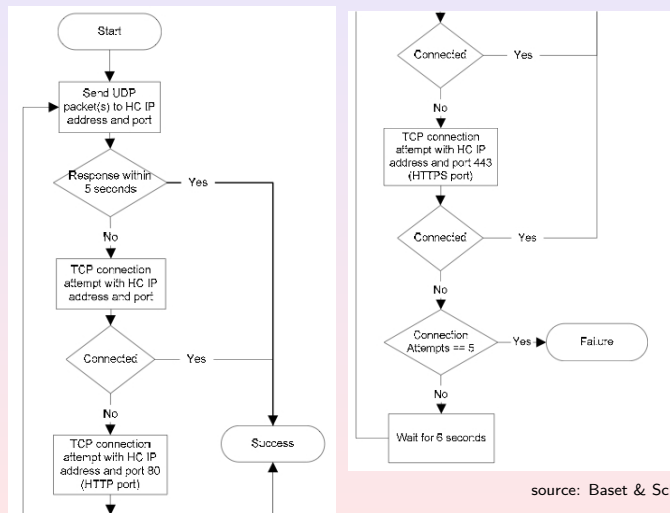 Start
Send UDP
packet(s) to HC IP
address and port
Response within
5 seconds
Yes
No
TCP connection
attempt with HC IP
address and port
Connected
Yes
No
TCP connection
attempt with HC IP
address and port 80
(HTTP port)
Success
Connected
Yes
No
TCP connection
attempt with HC IP
address and port 443
(HTTPS port)
Connected
Yes
No
Connection
Attempts == 5
Yes
Failure
No
Wait for 6 seconds
source: Baset & Sc